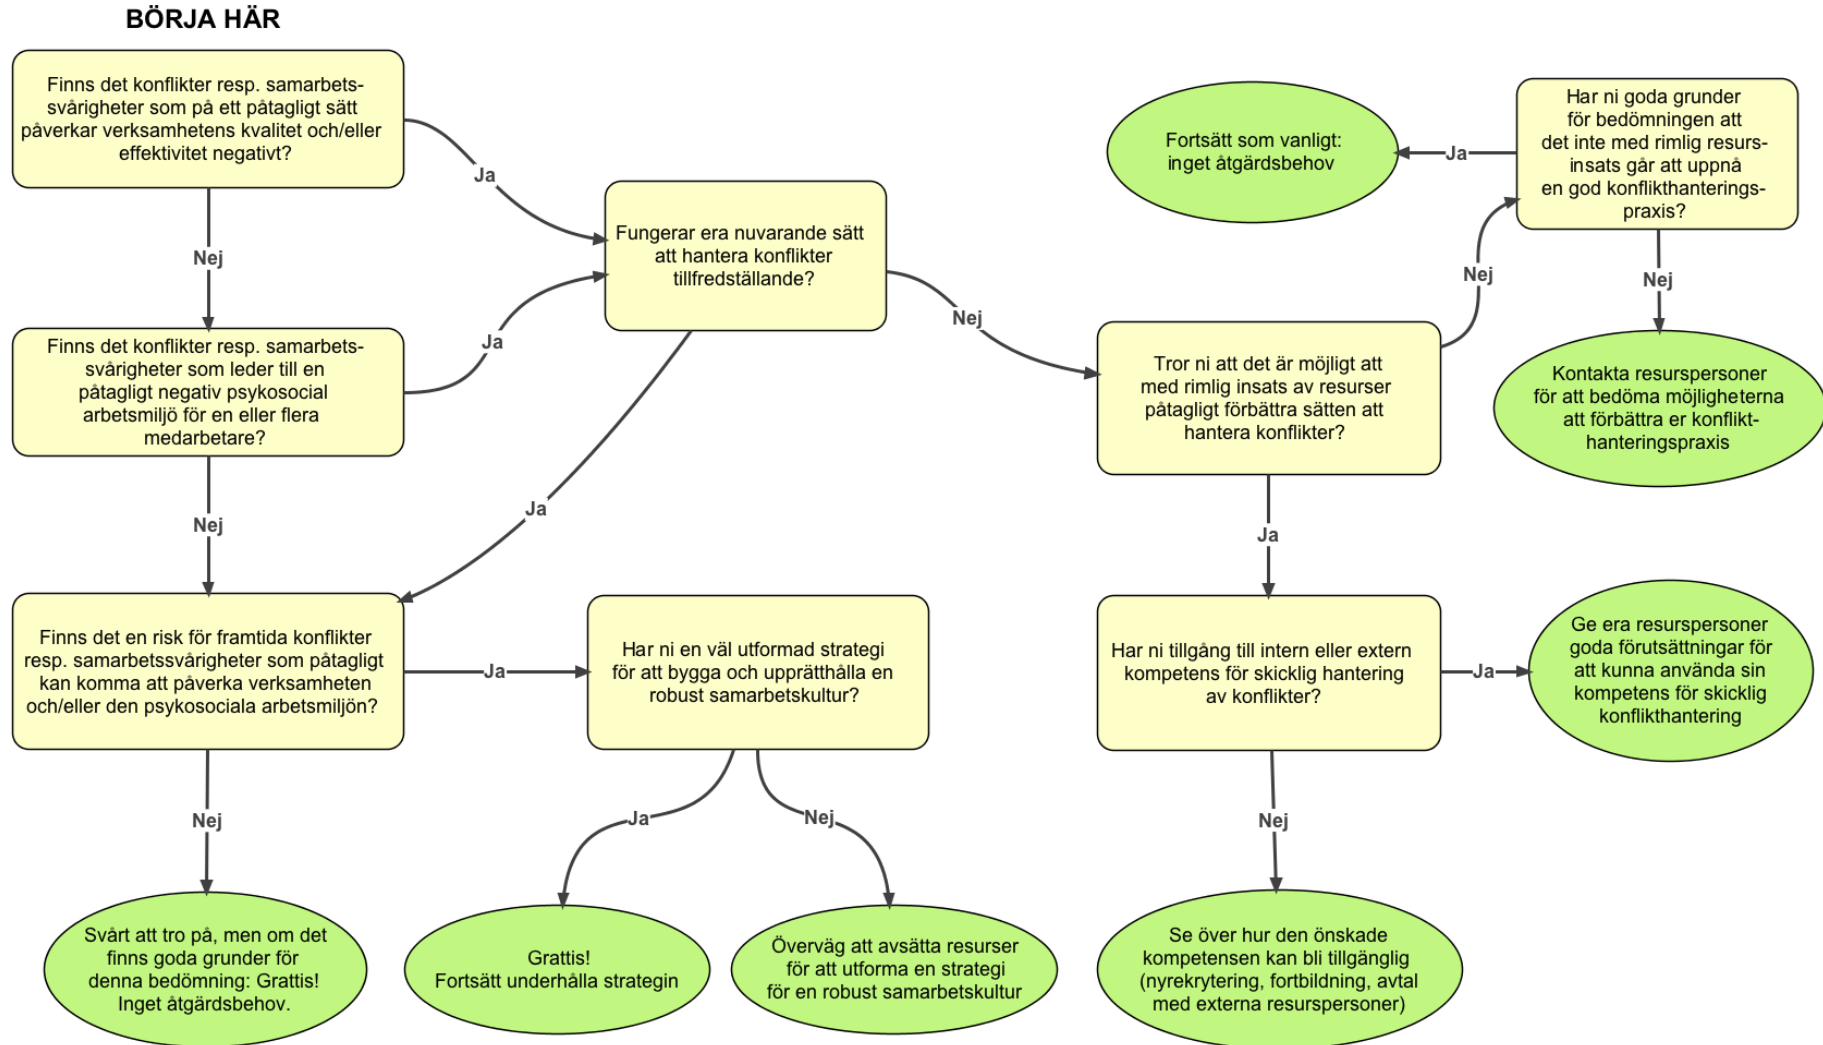 BÖRJA HÄR
Finns det konflikter resp. samarbets-
svårigheter som på ett påtagligt sätt
påverkar verksamhetens kvalitet och/eller
effektivitet negativt?
Ja
Nej
Finns det konflikter resp. samarbets-
svårigheter som leder till en
påtagligt negativ psykosocial
arbetsmiljö för en eller flera
medarbetare?
Ja
Nej
Fungerar era nuvarande sätt
att hantera konflikter
tillfredställande?
Nej
Ja
Finns det en risk för framtida konflikter
resp. samarbetssvårigheter som påtagligt
kan komma att påverka verksamheten
och/eller den psykosociala arbetsmiljön?
Ja
Nej
Svårt att tro på, men om det
finns goda grunder för
denna bedömning: Grattis!
Inget åtgärdsbehov.
Har ni en väl utformad strategi
för att bygga och upprätthålla en
robust samarbetskultur?
Ja
Nej
Grattis!
Fortsätt underhålla strategin
Överväg att avsätta resurser
för att utforma en strategi
för en robust samarbetskultur
Tror ni att det är möjligt att
med rimlig insats av resurser
påtagligt förbättra sätten att
hantera konflikter?
Nej
Ja
Har ni goda grunder
för bedömningen att
det inte med rimlig resurs-
insats går att uppnå
en god konflikthanterings-
praxis?
Ja
Nej
Fortsätt som vanligt:
inget åtgärdsbehov
Kontakta resurspersoner
för att bedöma möjligheterna
att förbättra er konflikt-
hanteringspraxis
Har ni tillgång till intern eller extern
kompetens för skicklig hantering
av konflikter?
Ja
Nej
Ge era resurspersoner
goda förutsättningar för
att kunna använda sin
kompetens för skicklig
konflikthantering
Se över hur den önskade
kompetensen kan bli tillgänglig
(nyrekrytering, fortbildning, avtal
med externa resurspersoner)